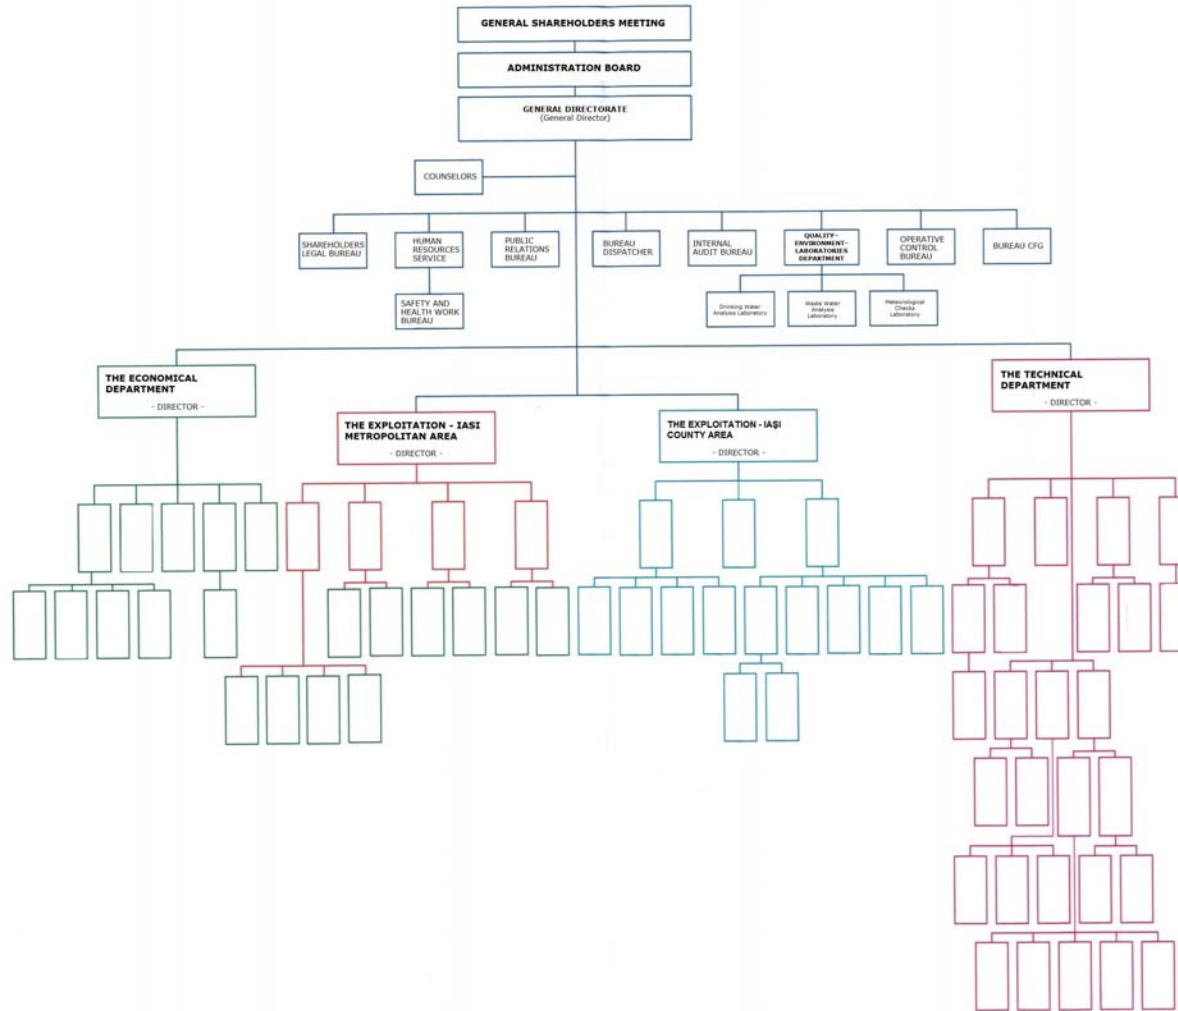 GENERAL SHAREHOLDERS MEETING
ADMINISTRATION BOARD
GENERAL DIRECTORATE
(General Director)
COUNSELORS
SHAREHOLDERS
LEGAL BUREAU
HUMAN
RESOURCES
SERVICE
PUBLIC
RELATIONS
BUREAU
BUREAU
DISPATCHER
INTERNAL
AUDIT BUREAU
QUALITY-
ENVIRONMENT-
LABORATORIES
DEPARTMENT
OPERATIVE
CONTROL
BUREAU
BUREAU CFG
SAFETY AND
HEALTH WORK
BUREAU
Drinking Water
Analysis Laboratory
Waste Water
Analysis
Laboratory
Meteorological
Checks
Laboratory
THE ECONOMICAL
DEPARTMENT
- DIRECTOR -
THE EXPLOITATION - IASI
METROPOLITAN AREA
- DIRECTOR -
THE EXPLOITATION - IAŞI
COUNTY AREA
- DIRECTOR -
THE TECHNICAL
DEPARTMENT
- DIRECTOR -